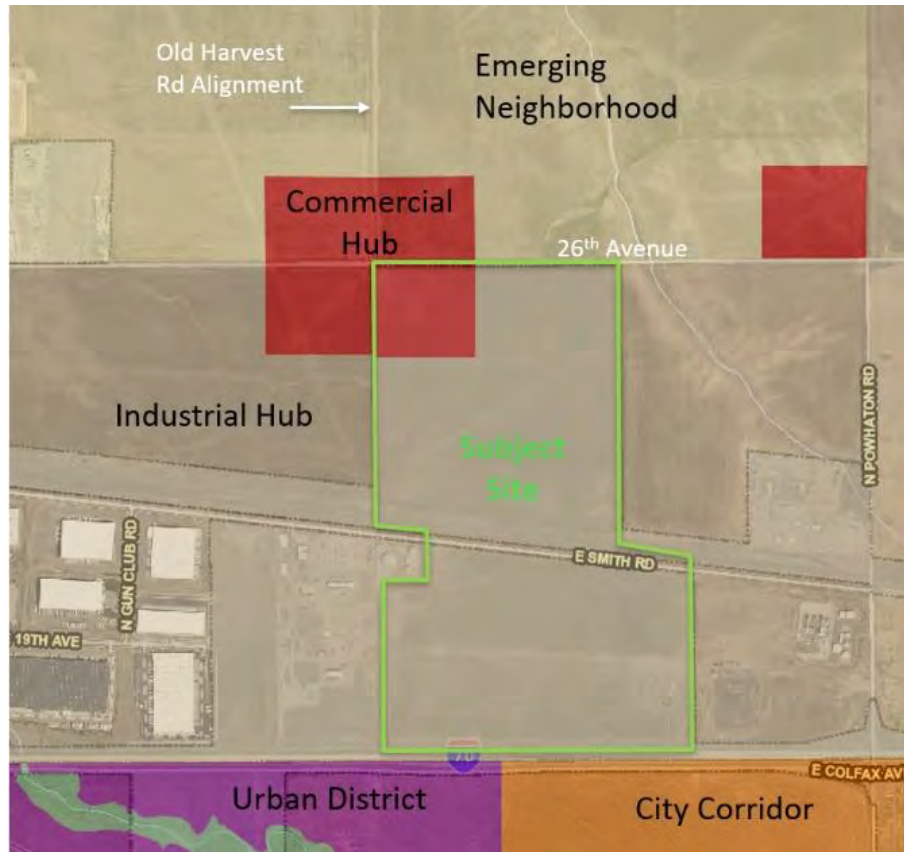 Old Harvest
Rd Alignment
Emerging
Neighborhood
Commercial
Hub
26th Avenue
Industrial Hub
Subject
Site
N POWHATON RD
N GUN CLUB RD
E SMITH RD
19TH AVE
70
E COLFAX AV
Urban District
City Corridor